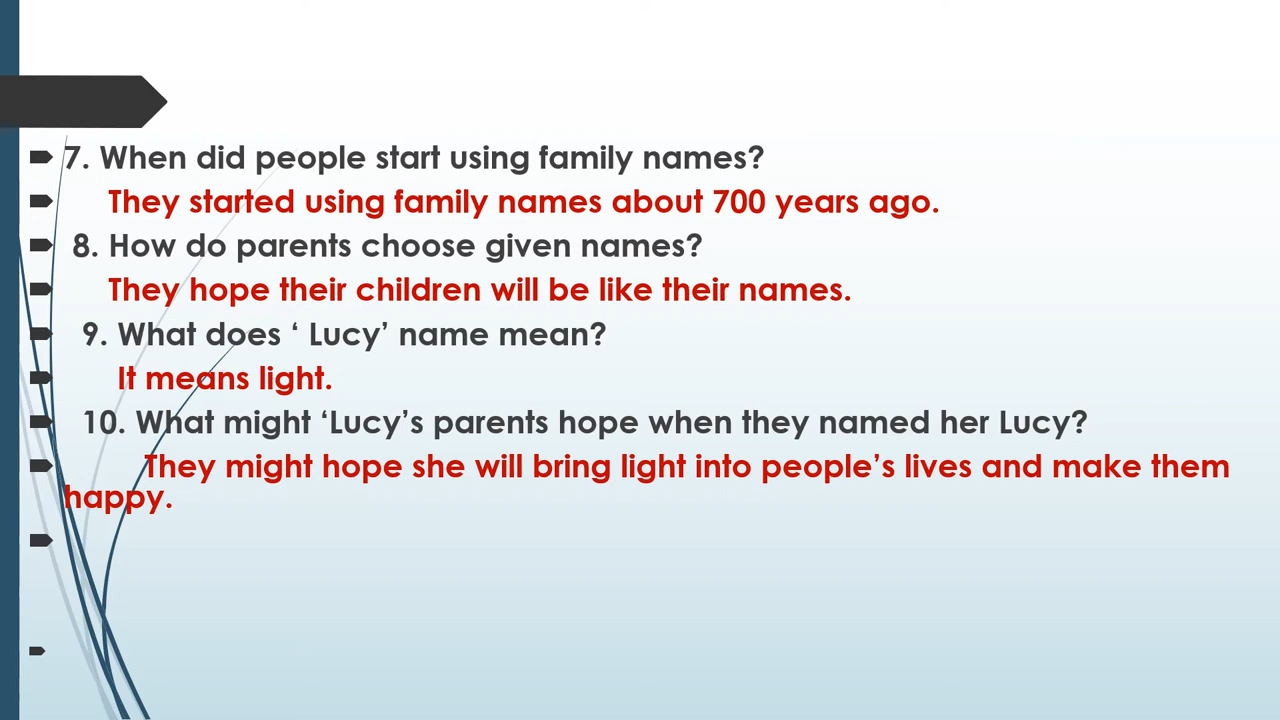 7. When did people start using family names?
They started using family names about 700 years ago.
8. How do parents choose given names?
They hope their children will be like their names.
9. What does ‘ Lucy’ name mean?
It means light.
10. What might ‘Lucy’s parents hope when they named her Lucy?
They might hope she will bring light into people’s lives and make them
happy.